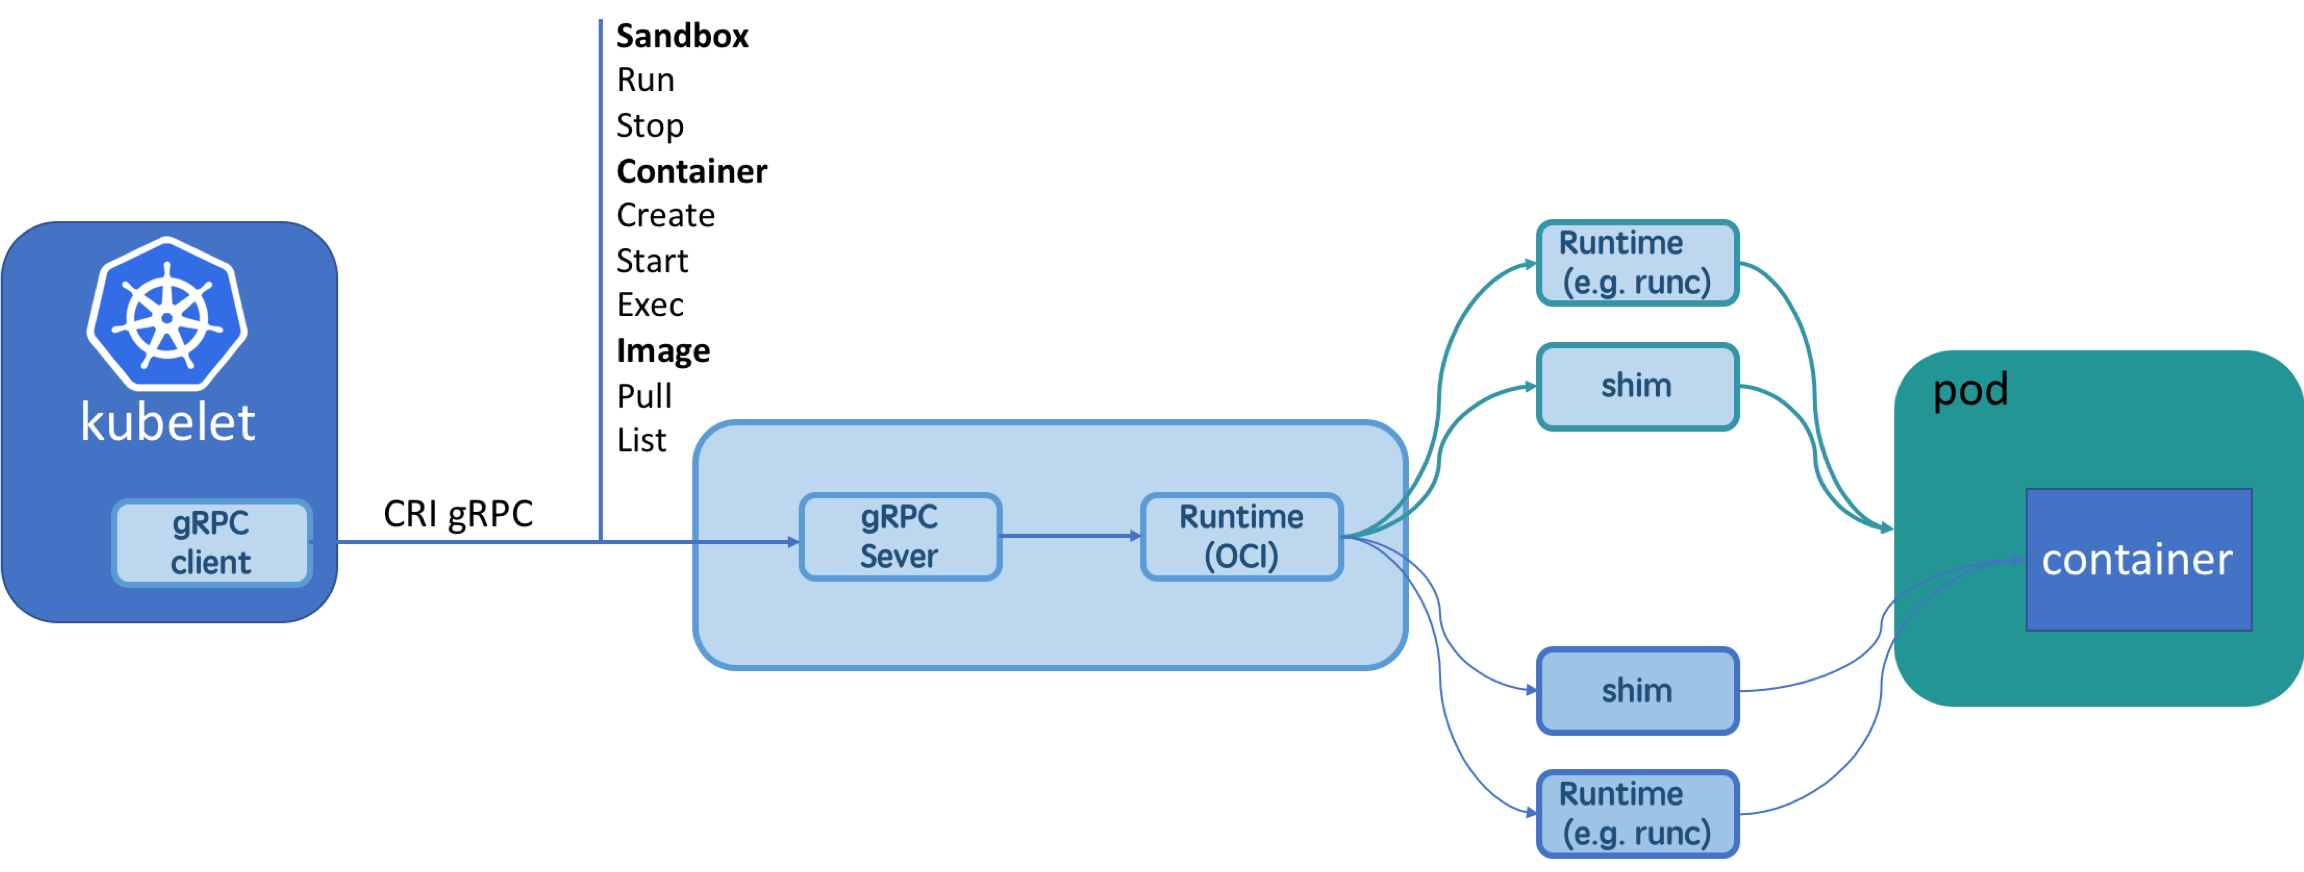 Sandbox
Run
Stop
Container
Create
Start
Exec
Image
Pull
List
kubelet
gRPC
client
CRI gRPC
gRPC
Sever
Runtime
(OCI)
Runtime
(e.g. runc)
shim
shim
Runtime
(e.g. runc)
pod
container